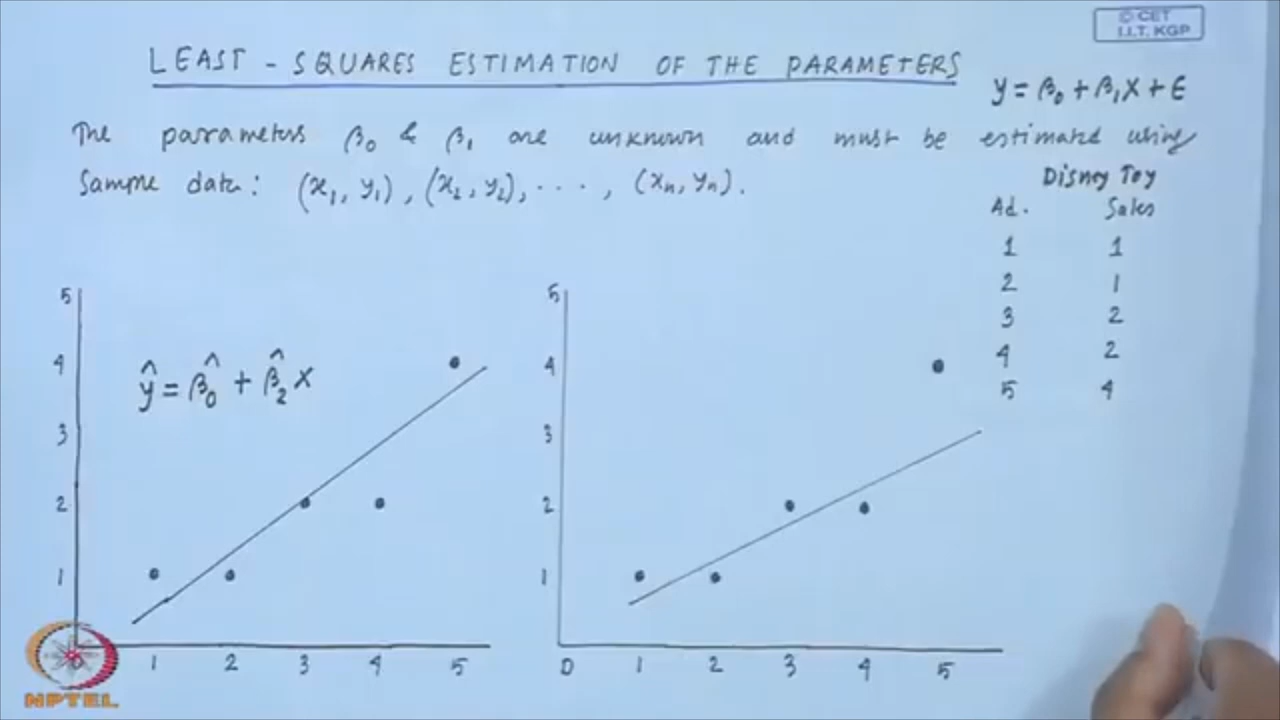 © CET
I.I.T. KGP
LEAST - SQUARES ESTIMATION OF THE PARAMETERS
y = β₀ + β₁X + ε
The parameters β₀ & β₁ are unknown and must be estimated using
Sample data : (x₁, y₁), (x₂, y₂), · · · , (xₙ, yₙ).
Disney Toy
Ad. Sales
1 1
2 1
3 2
4 2
5 4
5
4
3
2
1
ŷ = β̂₀ + β̂₂ X
1 2 3 4 5
5
4
3
2
1
0 1 2 3 4 5
NPTEL